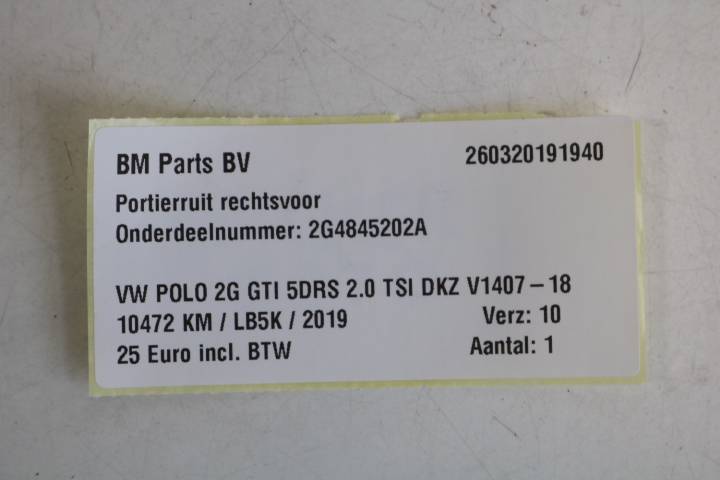 BM Parts BV 260320191940
Portierruit rechtsvoor
Onderdeelnummer: 2G4845202A
VW POLO 2G GTI 5DRS 2.0 TSI DKZ V1407 – 18
10472 KM / LB5K / 2019 Verz: 10
25 Euro incl. BTW Aantal: 1